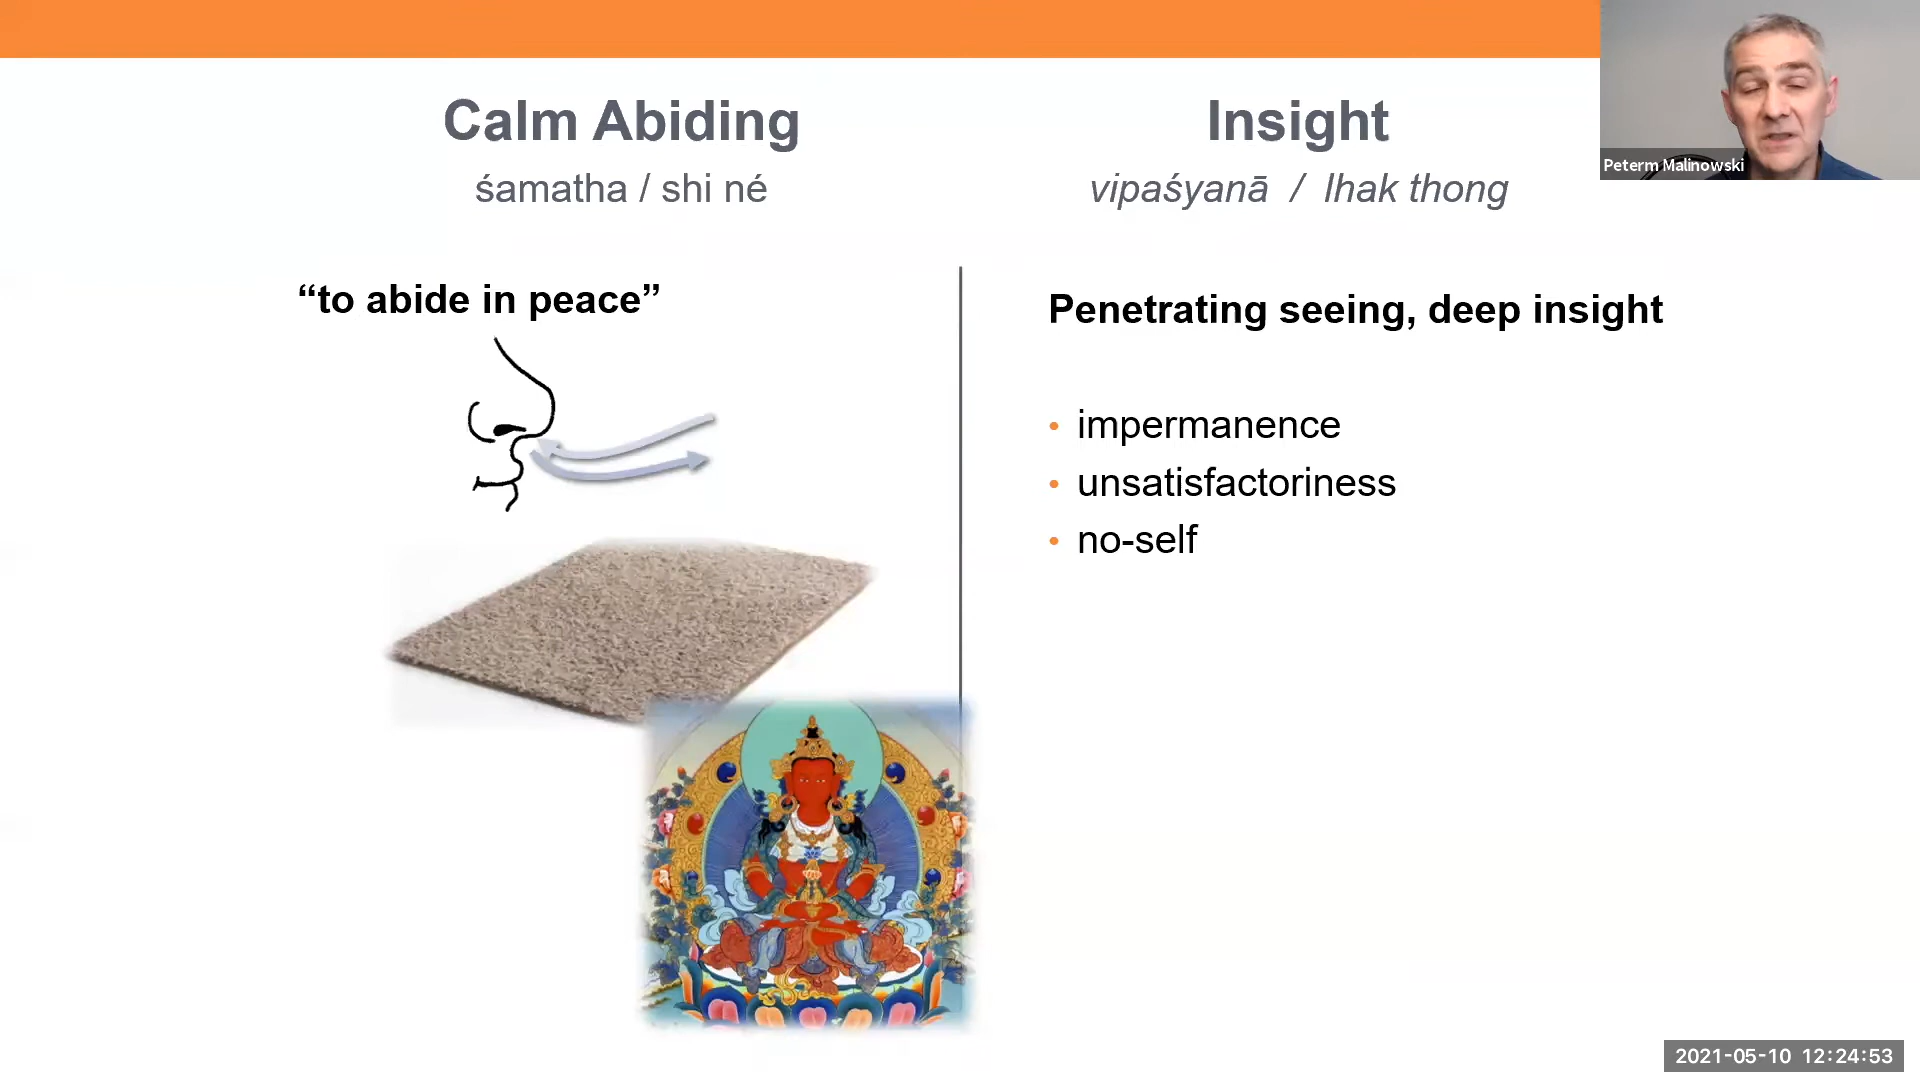 Calm Abiding
śamatha / shi né
Insight
vipaśyanā / lhak thong
“to abide in peace”
Penetrating seeing, deep insight
• impermanence
• unsatisfactoriness
• no-self
Peterm Malinowski
2021-05-10 12:24:53